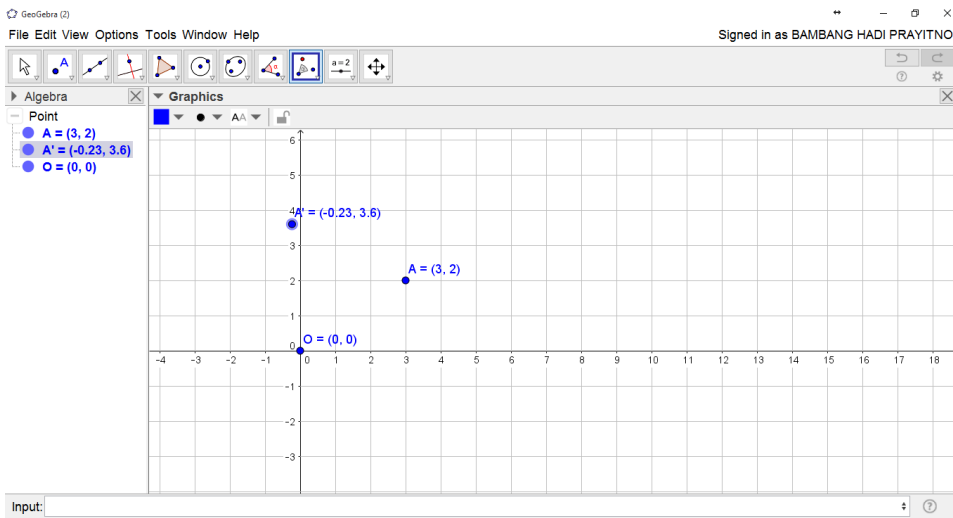 GeoGebra (2)
File Edit View Options Tools Window Help
Signed in as BAMBANG HADI PRAYITNO
A
a = 2
Algebra
Graphics
AA
Point
A = (3, 2)
A' = (-0.23, 3.6)
O = (0, 0)
6
5
4
A' = (-0.23, 3.6)
3
A = (3, 2)
2
1
O = (0, 0)
0
-4 -3 -2 -1 0 1 2 3 4 5 6 7 8 9 10 11 12 13 14 15 16 17 18
-1
-2
-3
Input: